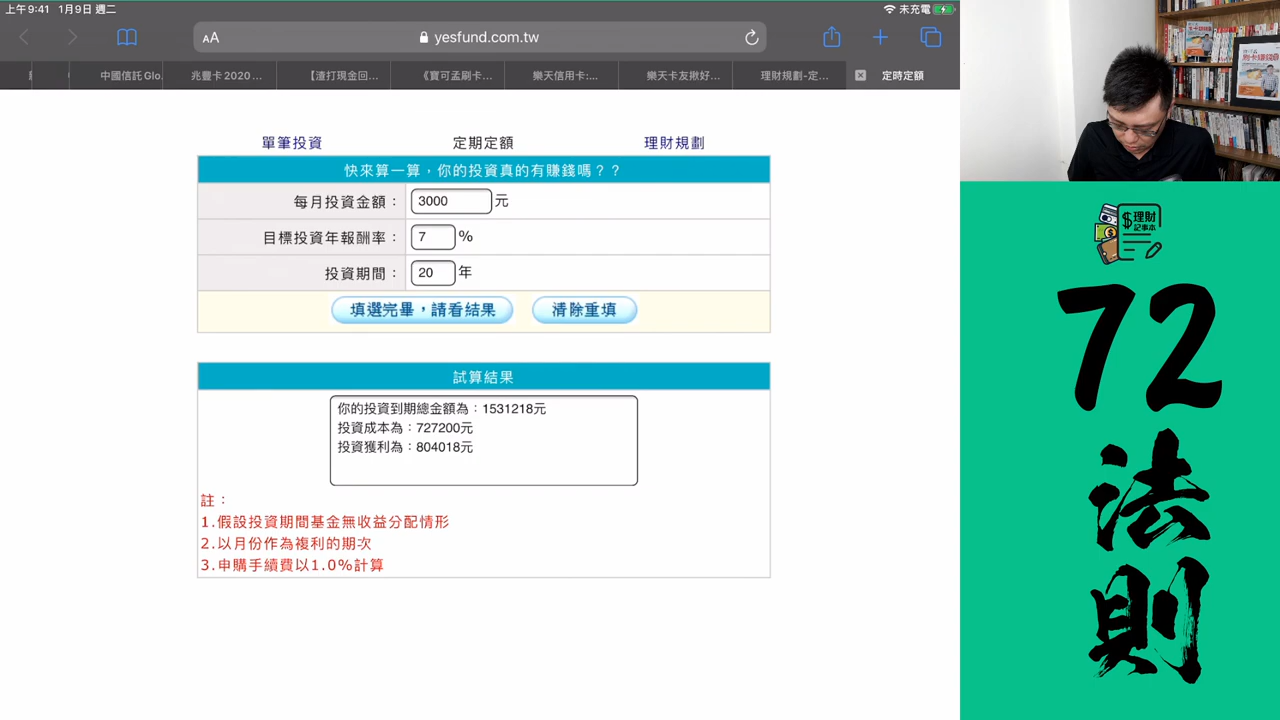 上午9:41 1月9日 週二
未充電
AA
yesfund.com.tw
中國信託 Glo...
兆豐卡 2020...
【渣打現金回...
《寶可孟刷卡...
樂天信用卡:...
樂天卡友揪好...
理財規劃-定...
定時定額
單筆投資 定期定額 理財規劃
快來算一算，你的投資真的有賺錢嗎？？
每月投資金額： 3000 元
目標投資年報酬率： 7 %
投資期間： 20 年
填選完畢，請看結果 清除重填
試算結果
你的投資到期總金額為：1531218元
投資成本為：727200元
投資獲利為：804018元
註：
1.假設投資期間基金無收益分配情形
2.以月份作為複利的期次
3.申購手續費以1.0%計算
$理財
記事本
72
法
則